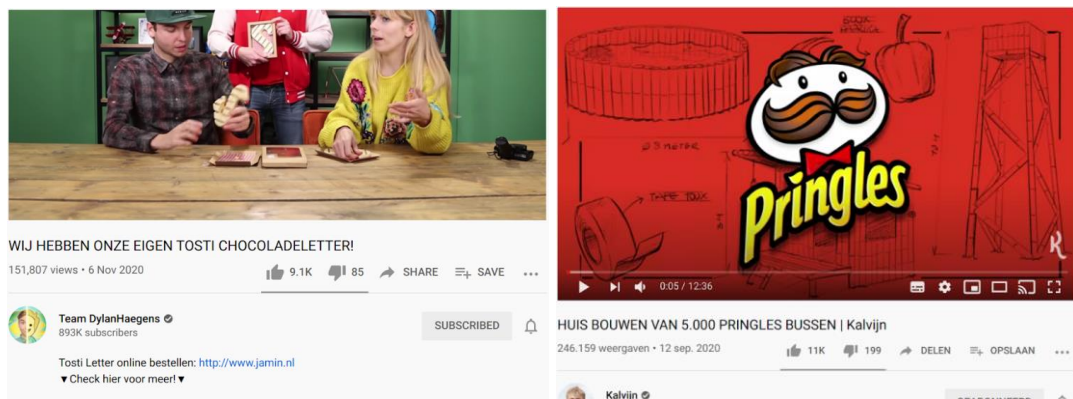 WIJ HEBBEN ONZE EIGEN TOSTI CHOCOLADELETTER!
151,807 views • 6 Nov 2020
9.1K 85 SHARE SAVE
Team DylanHaegens
893K subscribers
SUBSCRIBED
Tosti Letter online bestellen: http://www.jamin.nl
▼Check hier voor meer!▼
Pringles
K
0:05 / 12:36
HUIS BOUWEN VAN 5.000 PRINGLES BUSSEN | Kalvijn
246.159 weergaven • 12 sep. 2020
11K 199 DELEN OPSLAAN
Kalvijn